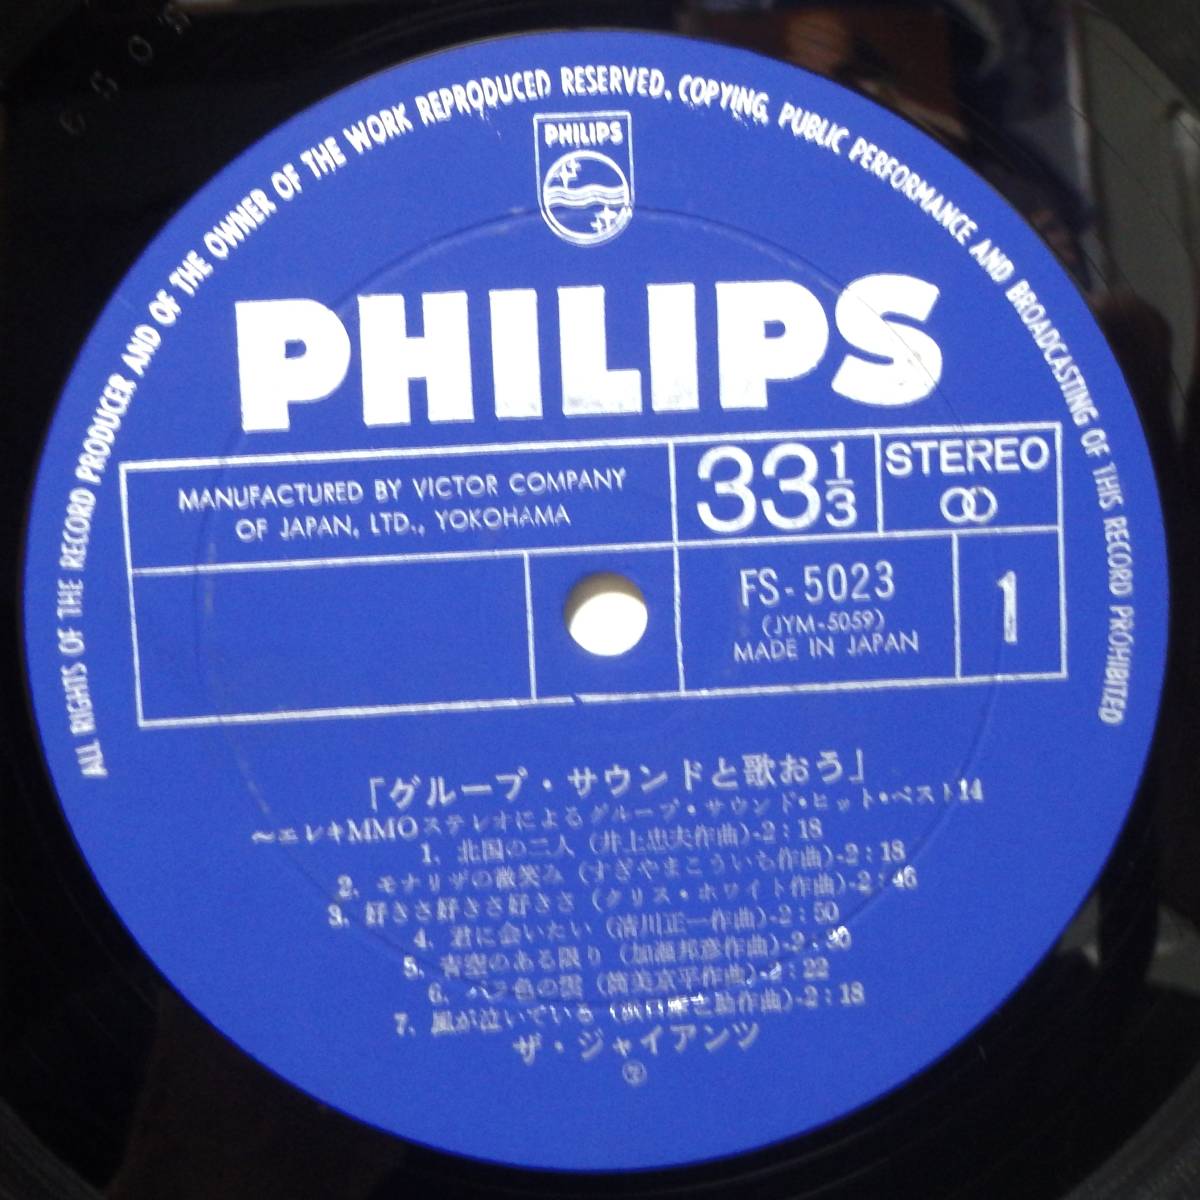 ALL RIGHTS OF THE RECORD PRODUCER AND OF THE OWNER OF THE WORK REPRODUCED RESERVED. COPYING, PUBLIC PERFORMANCE AND BROADCASTING OF THIS RECORD PROHIBITED
PHILIPS
PHILIPS
MANUFACTURED BY VICTOR COMPANY
OF JAPAN, LTD., YOKOHAMA
33 1/3
STEREO
FS-5023
(JYM-5059)
MADE IN JAPAN
1
「グループ・サウンドと歌おう」
〜エレキMMOステレオによるグループ・サウンド・ヒット・ベスト14
1. 北国の二人 (井上忠夫作曲)-2:18
2. モナリザの微笑み (すぎやまこういち作曲)-2:18
3. 好きさ好きさ好きさ (クリス・ホワイト作曲)-2:46
4. 君に会いたい (清川正一作曲)-2:50
5. 青空のある限り (加瀬邦彦作曲)-2:30
6. バラ色の雲 (筒美京平作曲)-2:22
7. 風が泣いている (浜口庫之助作曲)-2:18
ザ・ジャイアンツ